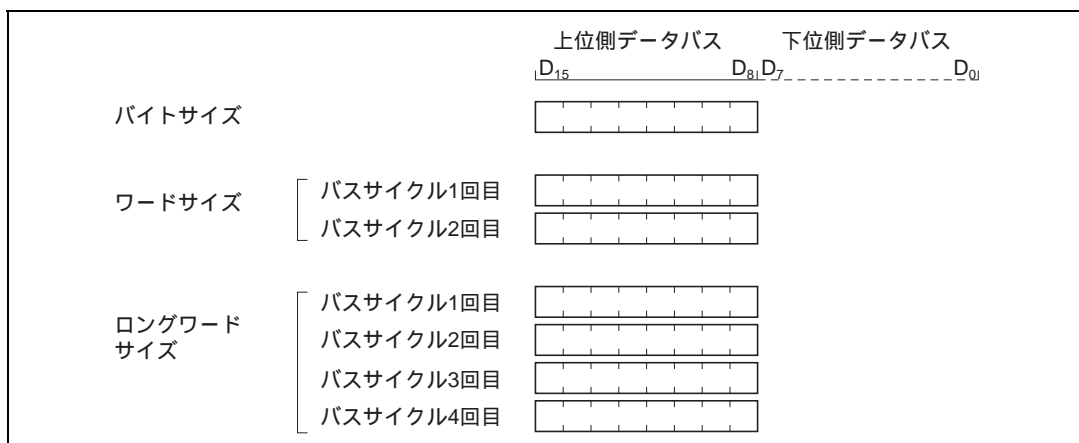 上位側データバス 下位側データバス
D15 D8 D7 D0
バイトサイズ
ワードサイズ
バスサイクル1回目
バスサイクル2回目
ロングワード
サイズ
バスサイクル1回目
バスサイクル2回目
バスサイクル3回目
バスサイクル4回目